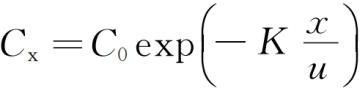 Cₓ = C₀ exp(− K x/u)